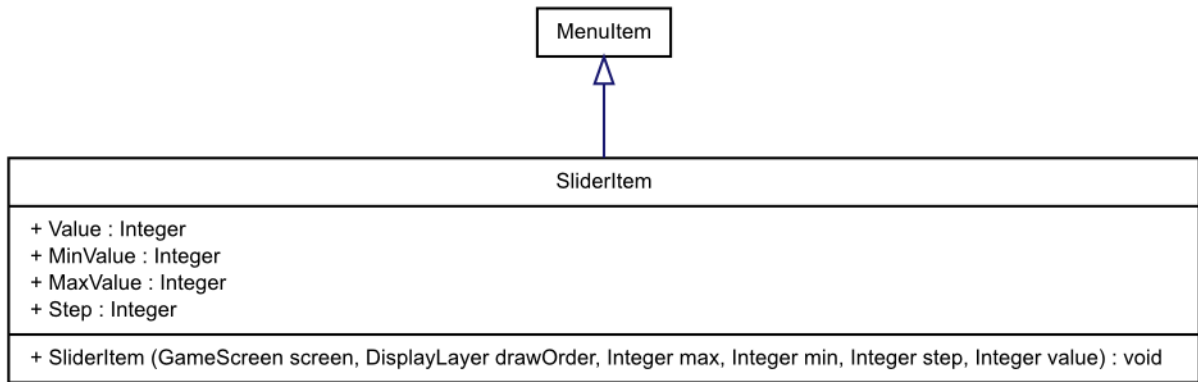 MenuItem
SliderItem
+ Value : Integer
+ MinValue : Integer
+ MaxValue : Integer
+ Step : Integer
+ SliderItem (GameScreen screen, DisplayLayer drawOrder, Integer max, Integer min, Integer step, Integer value) : void